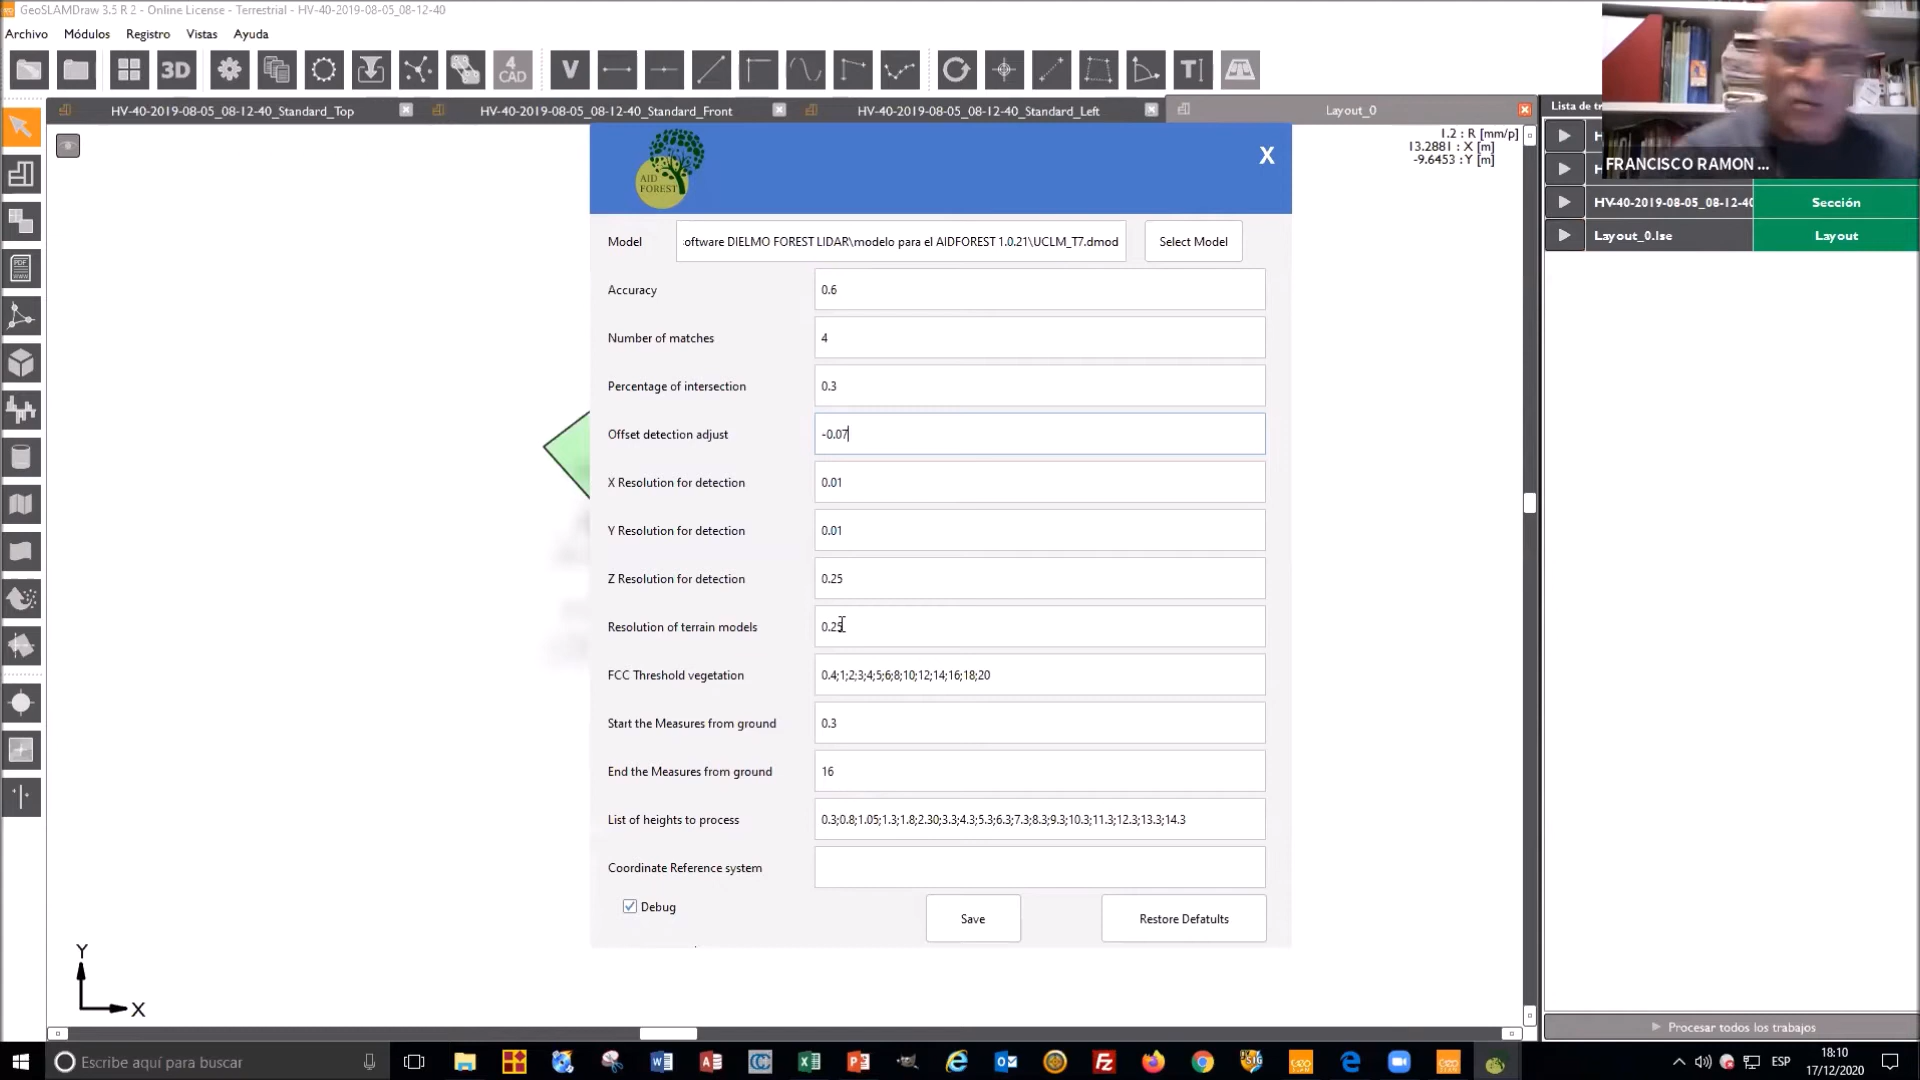 GeoSLAMDraw 3.5 R 2 - Online License - Terrestrial - HV-40-2019-08-05_08-12-40
Archivo Módulos Registro Vistas Ayuda
3D
4
CAD
V
T
HV-40-2019-08-05_08-12-40_Standard_Top
HV-40-2019-08-05_08-12-40_Standard_Front
HV-40-2019-08-05_08-12-40_Standard_Left
Layout_0
Lista de tr
1.2 : R [mm/p]
13.2881 : X [m]
-9.6453 :Y [m]
FRANCISCO RAMON ...
HV-40-2019-08-05_08-12-40 Sección
Layout_0.lse Layout
AID
FOREST
X
Model :oftware DIELMO FOREST LIDAR\modelo para el AIDFOREST 1.0.21\UCLM_T7.dmod Select Model
Accuracy 0.6
Number of matches 4
Percentage of intersection 0.3
Offset detection adjust -0.07
X Resolution for detection 0.01
Y Resolution for detection 0.01
Z Resolution for detection 0.25
Resolution of terrain models 0.25
FCC Threshold vegetation 0.4;1;2;3;4;5;6;8;10;12;14;16;18;20
Start the Measures from ground 0.3
End the Measures from ground 16
List of heights to process 0.3;0.8;1.05;1.3;1.8;2.30;3.3;4.3;5.3;6.3;7.3;8.3;9.3;10.3;11.3;12.3;13.3;14.3
Coordinate Reference system
Debug Save Restore Defatults
PDF
WWW
Y
X
Procesar todos los trabajos
Escribe aquí para buscar
ESP
18:10
17/12/2020